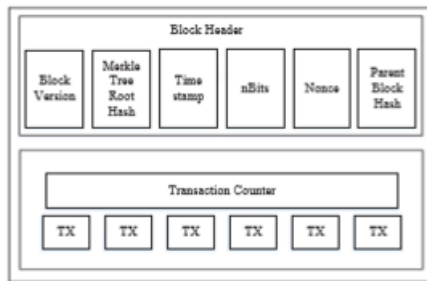 Block Header
Block Version
Merkle Tree Root Hash
Time stamp
nBits
Nonce
Parent Block Hash
Transaction Counter
TX TX TX TX TX TX